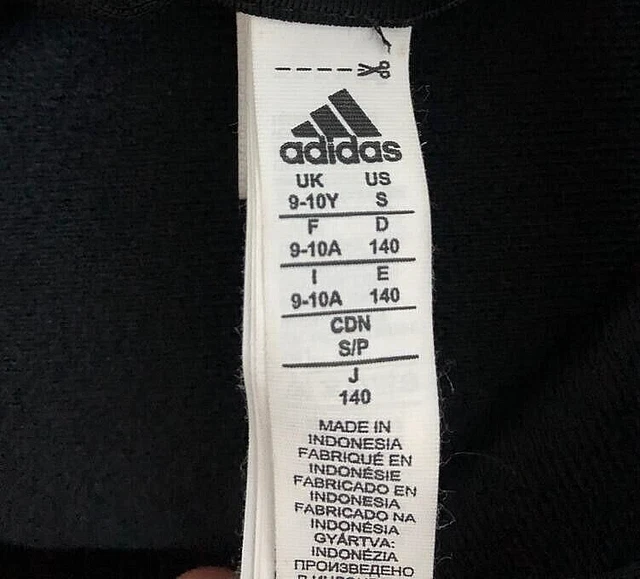 adidas
UK US
9-10Y S
F D
9-10A 140
I E
9-10A 140
CDN
S/P
J
140
MADE IN
INDONESIA
FABRIQUÉ EN
INDONÉSIE
FABRICADO EN
INDONESIA
FABRICADO NA
INDONÉSIA
GYÁRTVA:
INDONÉZIA
ПРОИЗВЕДЕНО